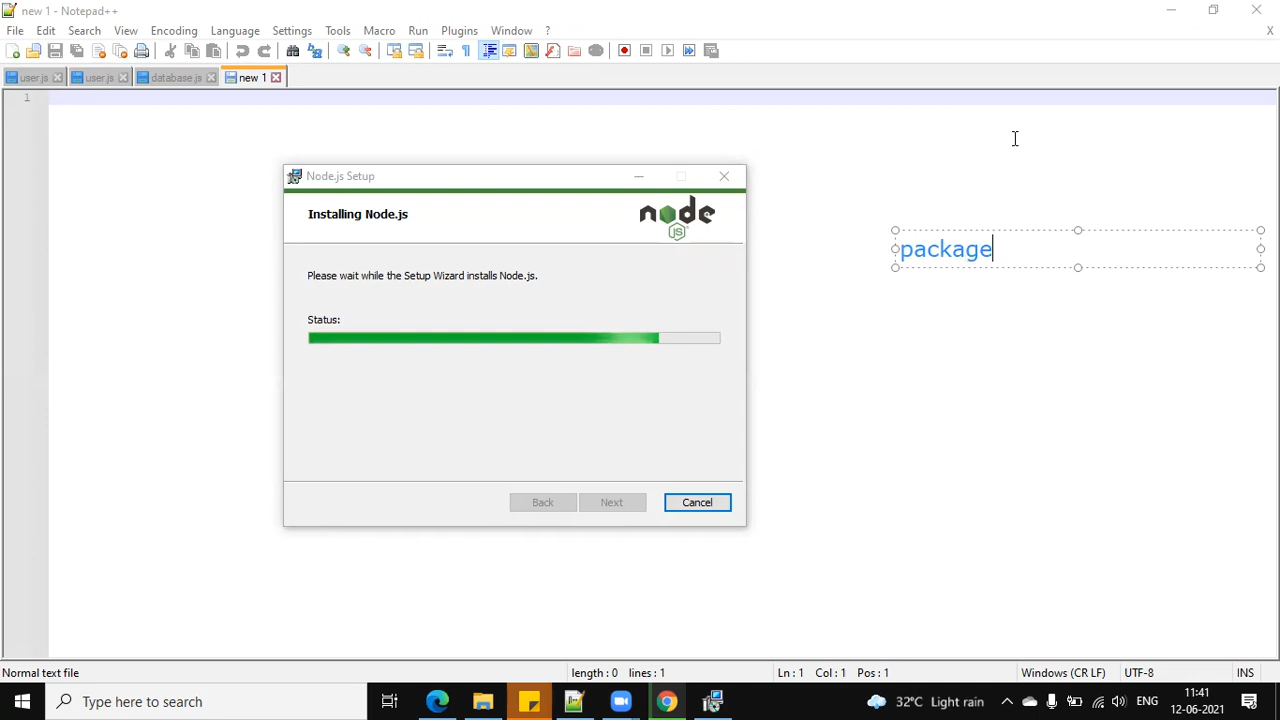 new 1 - Notepad++
File Edit Search View Encoding Language Settings Tools Macro Run Plugins Window ? X
user.js user.js database.js new 1
1
Node.js Setup
Installing Node.js
node
JS
Please wait while the Setup Wizard installs Node.js.
Status:
Back Next Cancel
package
Normal text file length : 0 lines : 1 Ln : 1 Col : 1 Pos : 1 Windows (CR LF) UTF-8 INS
Type here to search
32°C Light rain ENG 11:41
12-06-2021